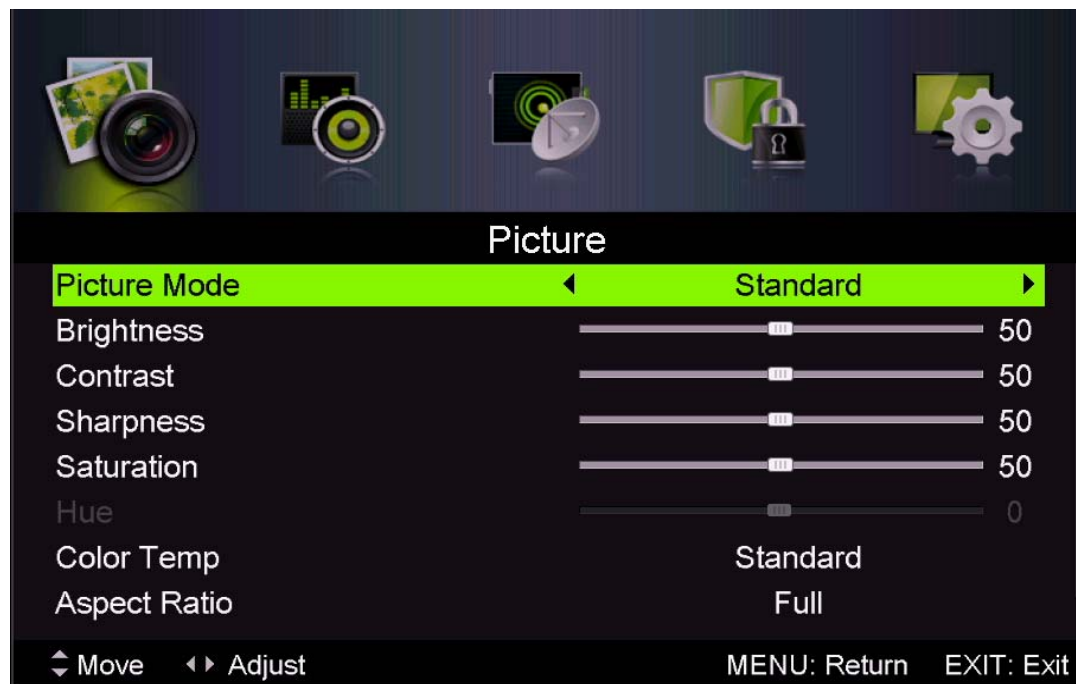 Picture
Picture Mode Standard
Brightness 50
Contrast 50
Sharpness 50
Saturation 50
Hue 0
Color Temp Standard
Aspect Ratio Full
Move Adjust MENU: Return EXIT: Exit